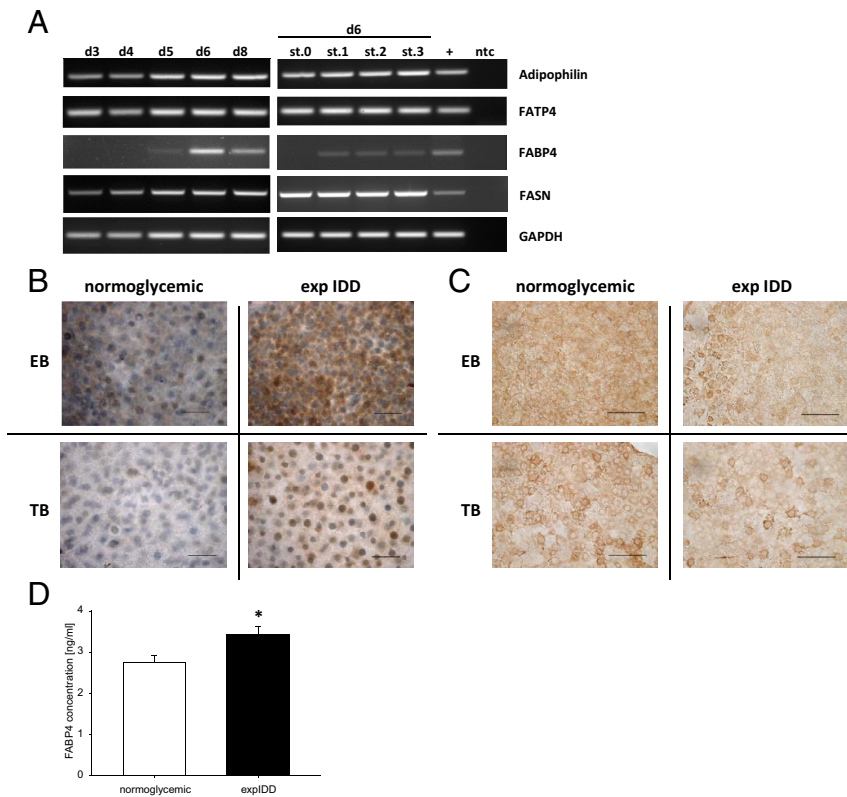 A
d6
d3 d4 d5 d6 d8 st.0 st.1 st.2 st.3 + ntc
Adipophilin
FATP4
FABP4
FASN
GAPDH
B
normoglycemic exp IDD
EB
TB
C
normoglycemic exp IDD
EB
TB
D
FABP4 concentration [ng/ml]
4
3
2
1
0
*
normoglycemic expIDD